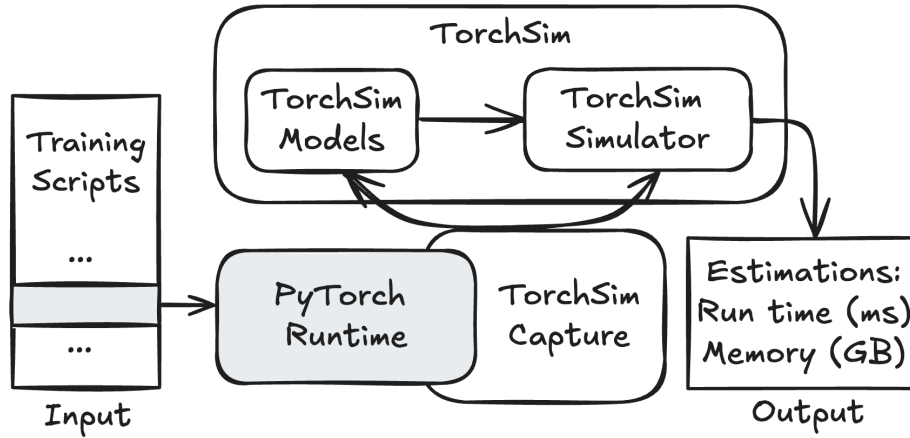 TorchSim
TorchSim
Models
TorchSim
Simulator
Training
Scripts
...
...
PyTorch
Runtime
TorchSim
Capture
Estimations:
Run time (ms)
Memory (GB)
Input
Output